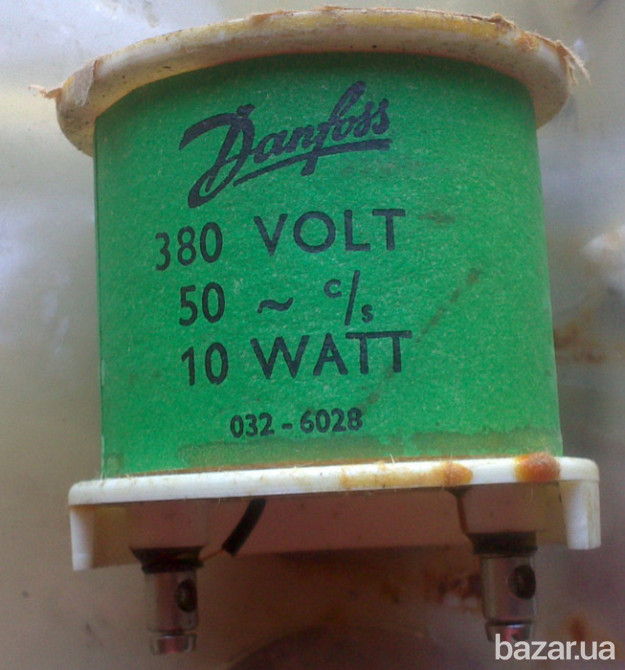 Danfoss
380 VOLT
50 ~ c/s
10 WATT
032-6028
bazar.ua